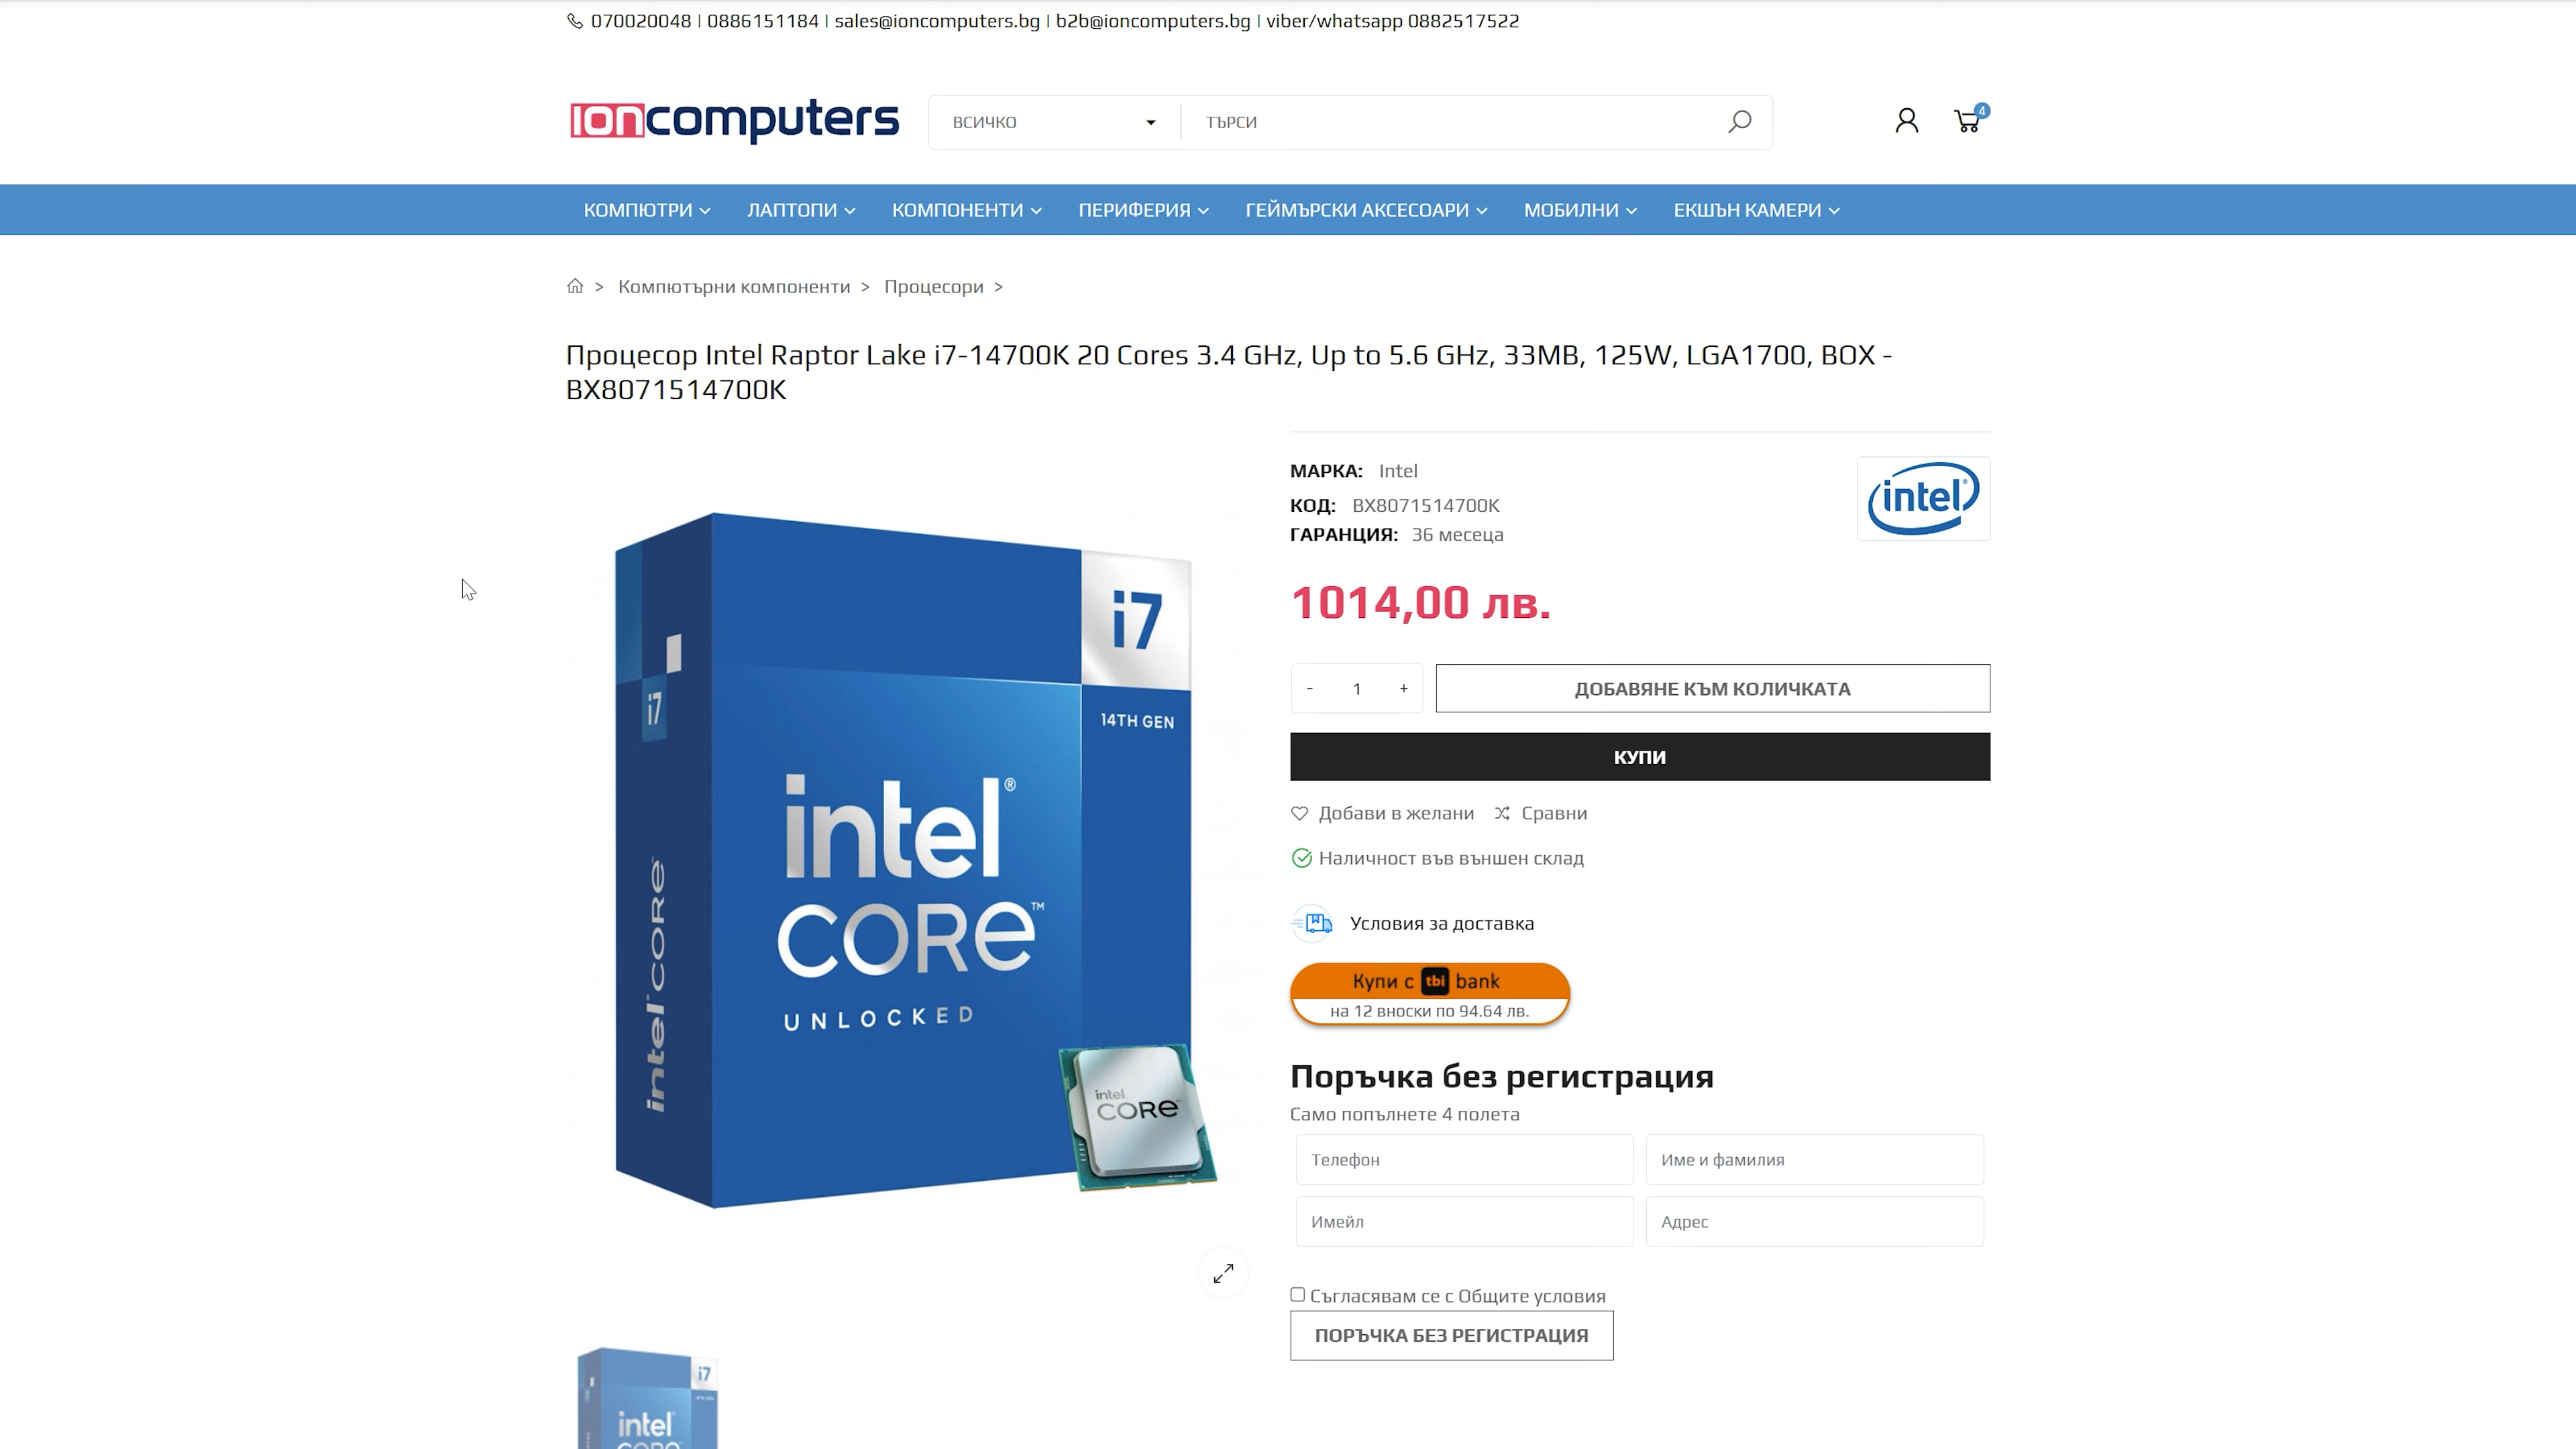 070020048 | 0886151184 | sales@ioncomputers.bg | b2b@ioncomputers.bg | viber/whatsapp 0882517522
ioncomputers
ВСИЧКО
ТЪРСИ
4
КОМПЮТРИ
ЛАПТОПИ
КОМПОНЕНТИ
ПЕРИФЕРИЯ
ГЕЙМЪРСКИ АКСЕСОАРИ
МОБИЛНИ
ЕКШЪН КАМЕРИ
> Компютърни компоненти > Процесори >
Процесор Intel Raptor Lake i7-14700K 20 Cores 3.4 GHz, Up to 5.6 GHz, 33MB, 125W, LGA1700, BOX -
BX8071514700K
i7
14TH GEN
i7
intel®
CORE™
UNLOCKED
intel CORE
intel
CORE™
МАРКА: Intel
КОД: BX8071514700K
ГАРАНЦИЯ: 36 месеца
intel®
1014,00 лв.
- 1 +
ДОБАВЯНЕ КЪМ КОЛИЧКАТА
КУПИ
Добави в желани
Сравни
Наличност във външен склад
Условия за доставка
Купи с tbi bank
на 12 вноски по 94.64 лв.
Поръчка без регистрация
Само попълнете 4 полета
Телефон
Име и фамилия
Имейл
Адрес
Съгласявам се с Общите условия
ПОРЪЧКА БЕЗ РЕГИСТРАЦИЯ
i7
intel
CORE